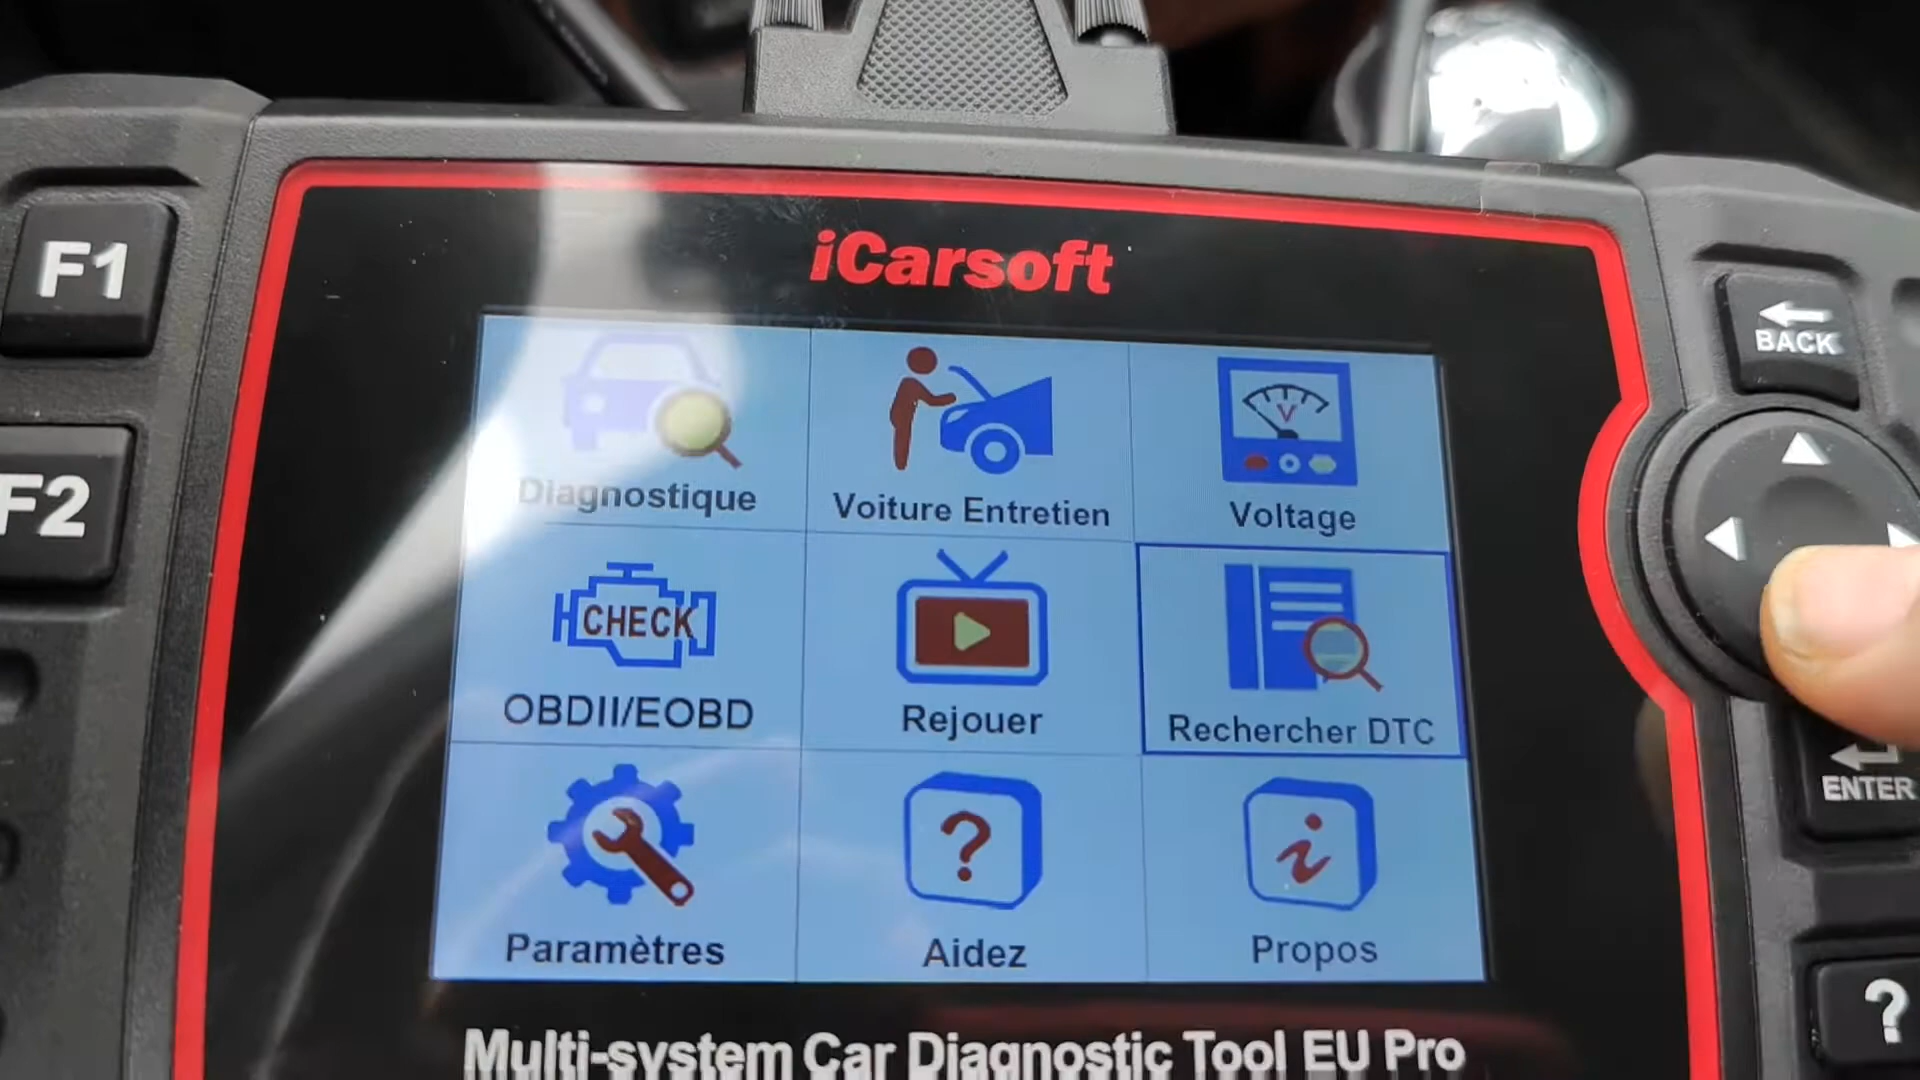 iCarsoft
F1
BACK
F2
Diagnostique
Voiture Entretien
V
Voltage
CHECK
OBDII/EOBD
Rejouer
Rechercher DTC
ENTER
Paramètres
?
Aidez
i
Propos
?
Multi-system Car Diagnostic Tool EU Pro